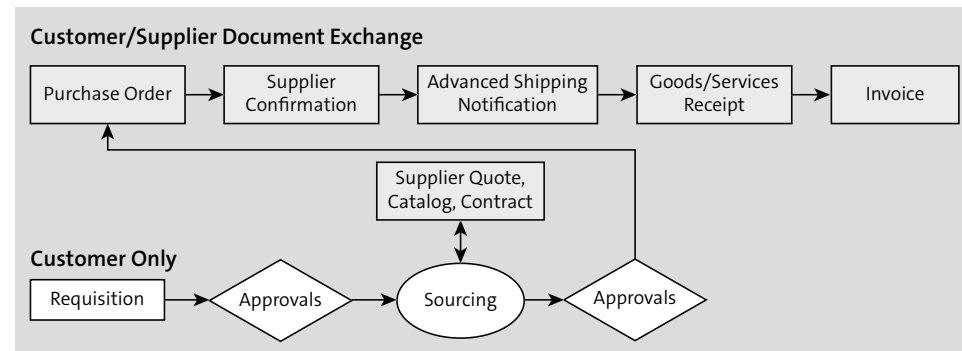 Customer/Supplier Document Exchange
Purchase Order
Supplier
Confirmation
Advanced Shipping
Notification
Goods/Services
Receipt
Invoice
Supplier Quote,
Catalog, Contract
Customer Only
Requisition
Approvals
Sourcing
Approvals